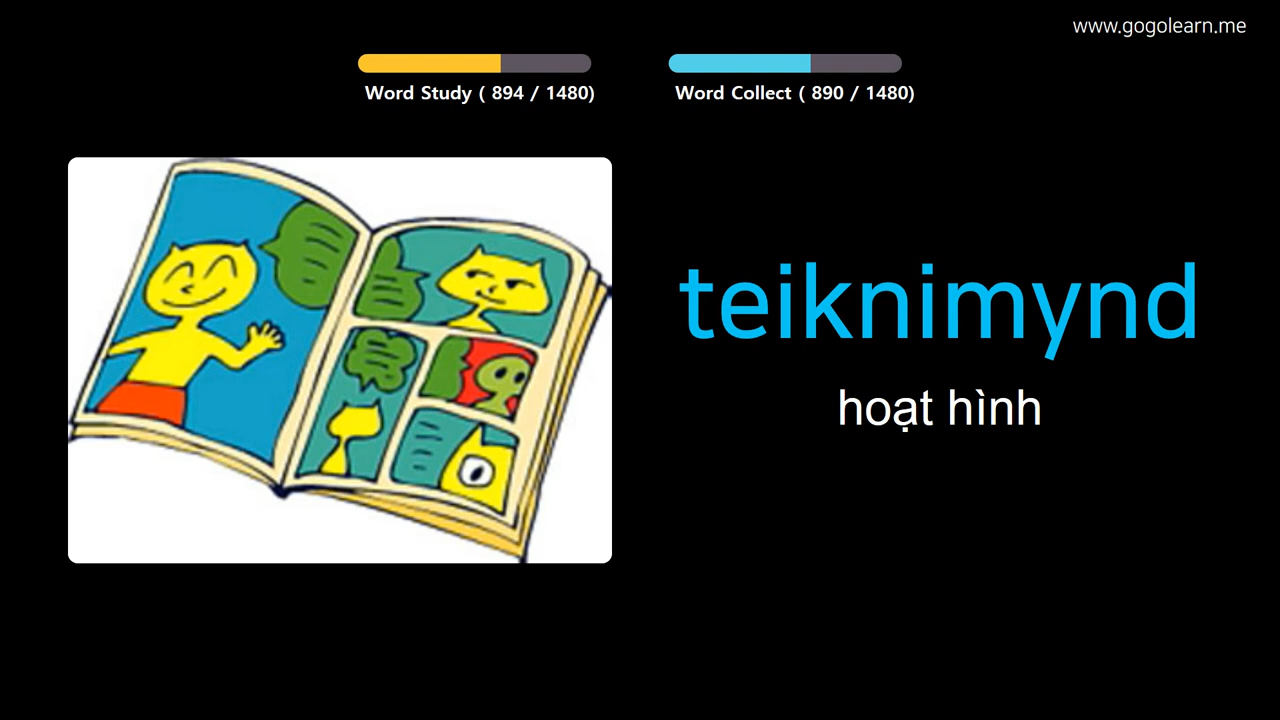 www.gogolearn.me
Word Study ( 894 / 1480)
Word Collect ( 890 / 1480)
teiknimynd
hoạt hình